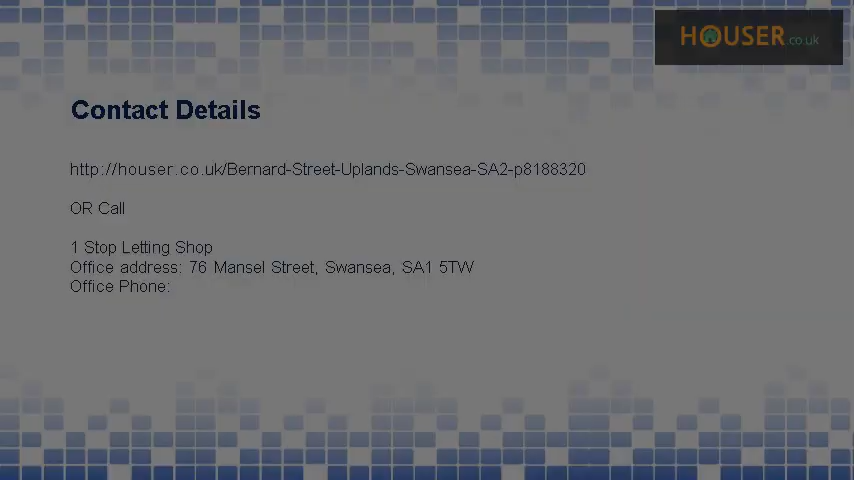 HOUSER.co.uk
Contact Details
http://houser.co.uk/Bernard-Street-Uplands-Swansea-SA2-p8188320
OR Call
1 Stop Letting Shop
Office address: 76 Mansel Street, Swansea, SA1 5TW
Office Phone: